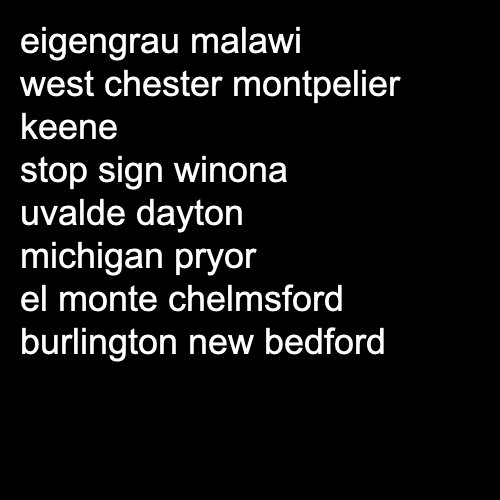 eigengrau malawi
west chester montpelier
keene
stop sign winona
uvalde dayton
michigan pryor
el monte chelmsford
burlington new bedford